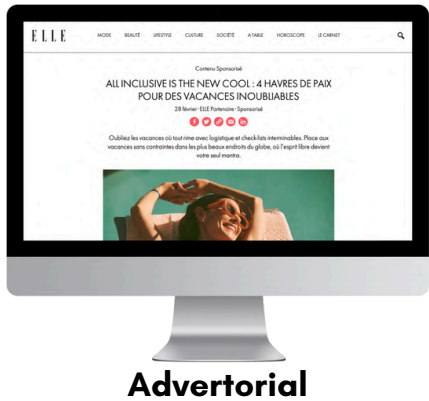 ELLE
MODE BEAUTÉ LIFESTYLE CULTURE SOCIÉTÉ A TABLE HOROSCOPE LE CARNET
Contenu Sponsorisé
ALL INCLUSIVE IS THE NEW COOL : 4 HAVRES DE PAIX
POUR DES VACANCES INOUBLIABLES
28 février · ELLE Partenaire · Sponsorisé
Oubliez les vacances où tout rime avec logistique et check-lists interminables. Place aux
vacances sans contraintes dans les plus beaux endroits du globe, où l'esprit libre devient
votre seul mantra.
Advertorial